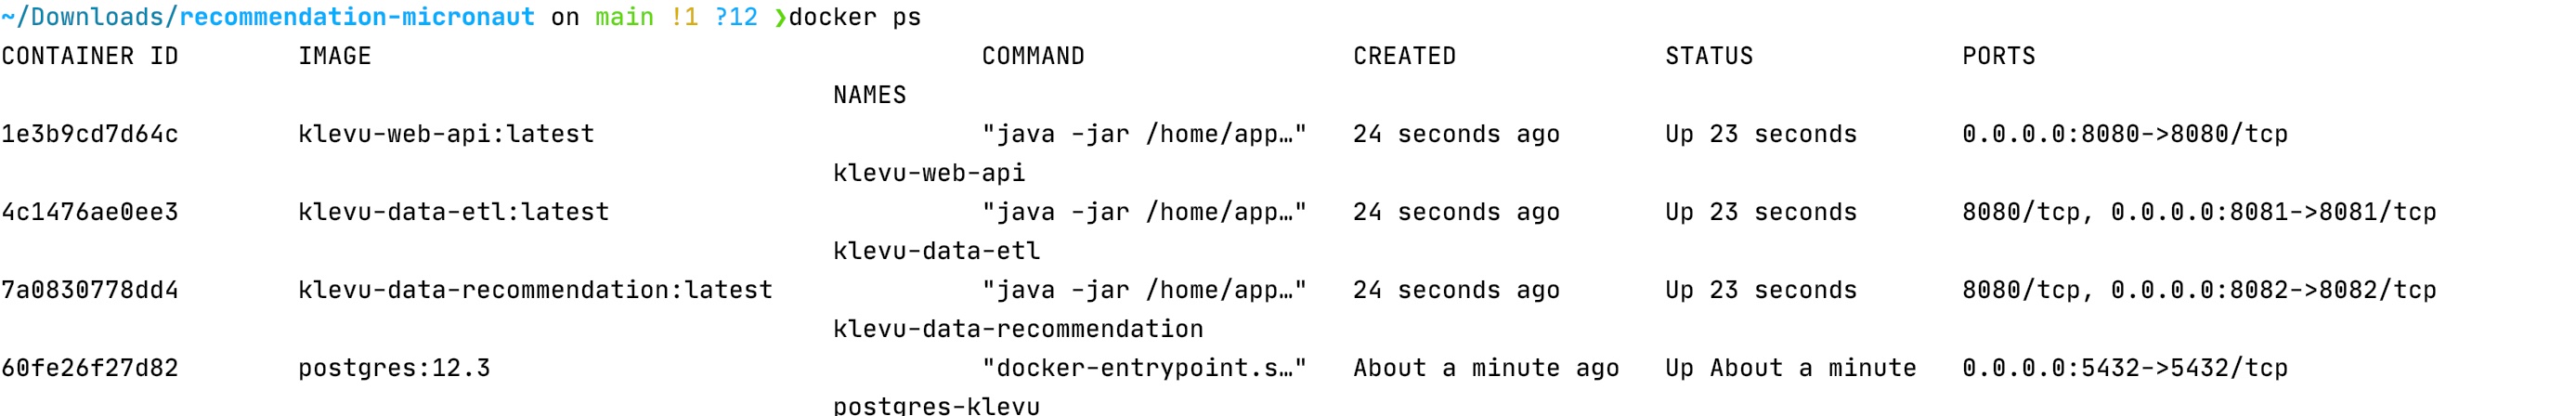 ~/Downloads/recommendation-micronaut on main !1 ?12 ❯docker ps
CONTAINER ID        IMAGE                                         COMMAND                  CREATED              STATUS              PORTS
NAMES
1e3b9cd7d64c        klevu-web-api:latest                          "java -jar /home/app…"   24 seconds ago       Up 23 seconds       0.0.0.0:8080->8080/tcp
klevu-web-api
4c1476ae0ee3        klevu-data-etl:latest                         "java -jar /home/app…"   24 seconds ago       Up 23 seconds       8080/tcp, 0.0.0.0:8081->8081/tcp
klevu-data-etl
7a0830778dd4        klevu-data-recommendation:latest              "java -jar /home/app…"   24 seconds ago       Up 23 seconds       8080/tcp, 0.0.0.0:8082->8082/tcp
klevu-data-recommendation
60fe26f27d82        postgres:12.3                                 "docker-entrypoint.s…"   About a minute ago   Up About a minute   0.0.0.0:5432->5432/tcp
postgres-klevu